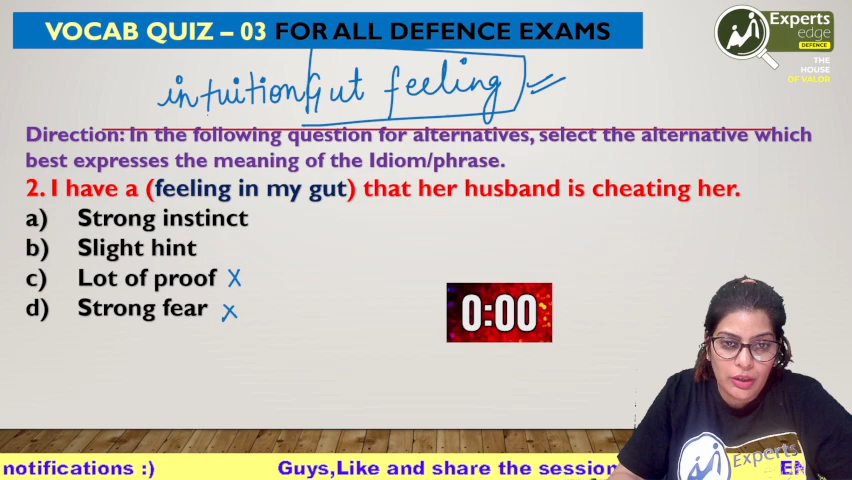 VOCAB QUIZ – 03 FOR ALL DEFENCE EXAMS
Experts
edge
DEFENCE
THE
HOUSE
OF VALOR
intuition gut feeling
Direction: In the following question for alternatives, select the alternative which
best expresses the meaning of the Idiom/phrase.
2. I have a (feeling in my gut) that her husband is cheating her.
a) Strong instinct
b) Slight hint
c) Lot of proof x
d) Strong fear x
0:00
Experts
notifications :) Guys,Like and share the session EN